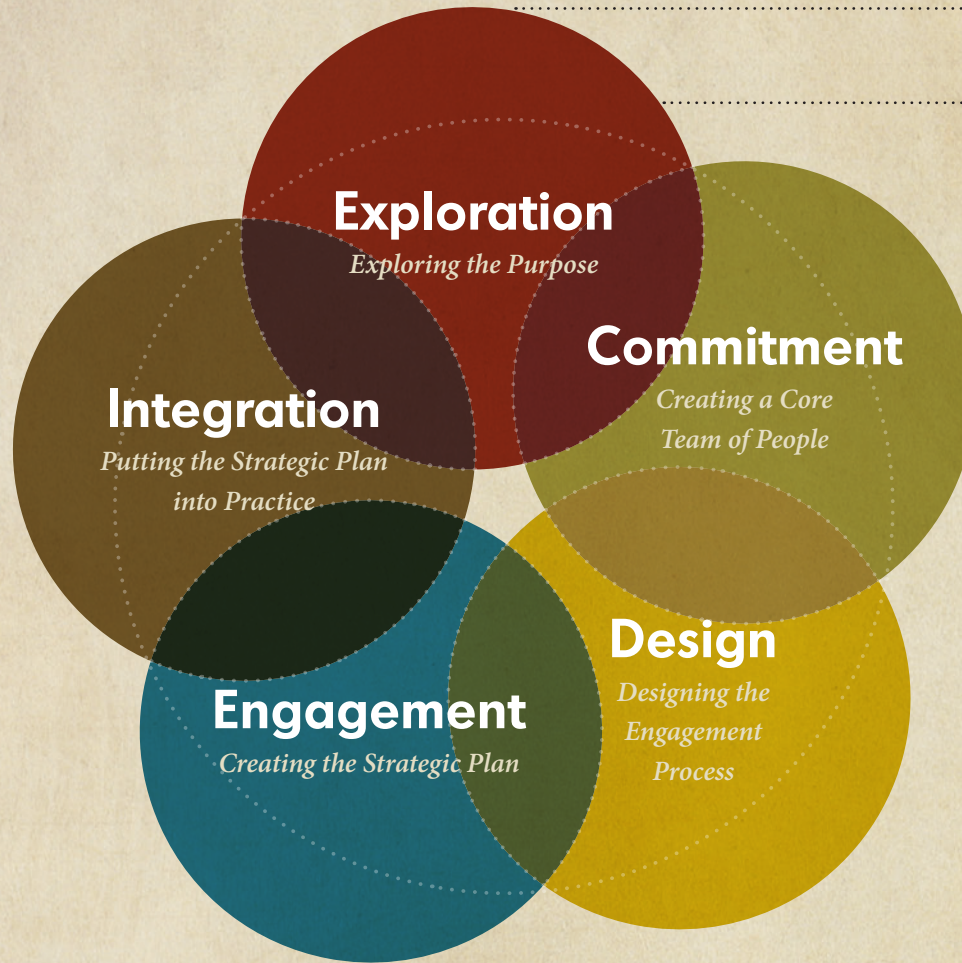 Exploration
Exploring the Purpose
Commitment
Creating a Core
Team of People
Design
Designing the
Engagement
Process
Engagement
Creating the Strategic Plan
Integration
Putting the Strategic Plan
into Practice